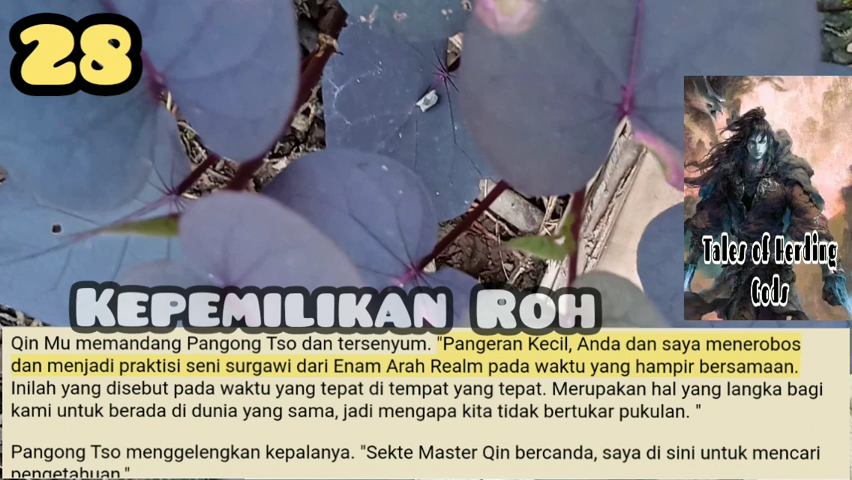 28
Tales of Herding
Gods
KEPEMILIKAN ROH
Qin Mu memandang Pangong Tso dan tersenyum. "Pangeran Kecil, Anda dan saya menerobos
dan menjadi praktisi seni surgawi dari Enam Arah Realm pada waktu yang hampir bersamaan.
Inilah yang disebut pada waktu yang tepat di tempat yang tepat. Merupakan hal yang langka bagi
kami untuk berada di dunia yang sama, jadi mengapa kita tidak bertukar pukulan. "
Pangong Tso menggelengkan kepalanya. "Sekte Master Qin bercanda, saya di sini untuk mencari
pengetahuan."